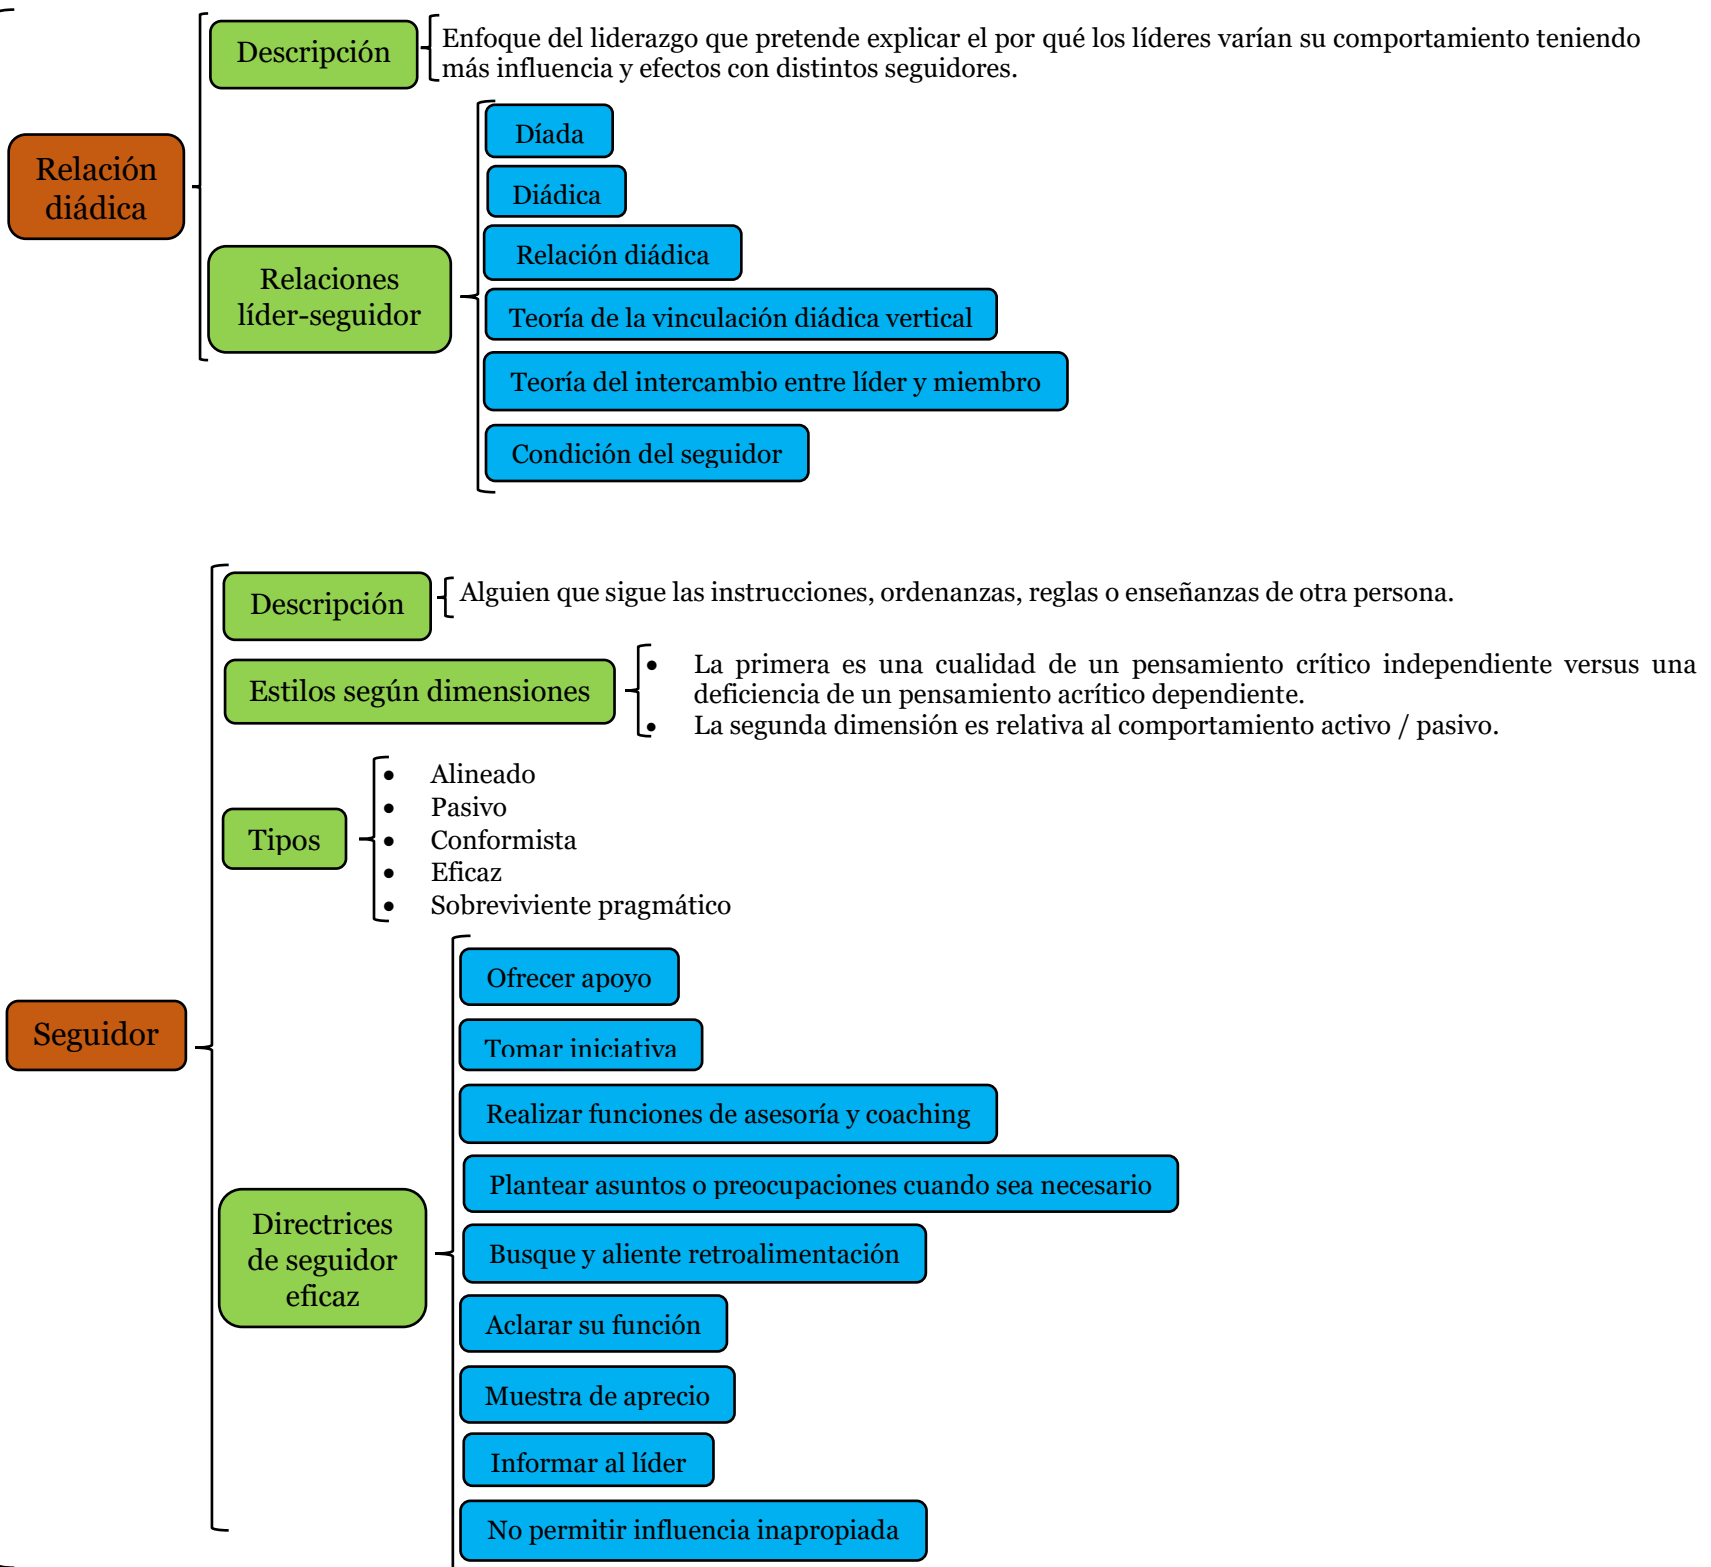 Relación
diádica
Descripción
Enfoque del liderazgo que pretende explicar el por qué los líderes varían su comportamiento teniendo
más influencia y efectos con distintos seguidores.
Relaciones
líder-seguidor
Díada
Diádica
Relación diádica
Teoría de la vinculación diádica vertical
Teoría del intercambio entre líder y miembro
Condición del seguidor
Seguidor
Descripción
Alguien que sigue las instrucciones, ordenanzas, reglas o enseñanzas de otra persona.
Estilos según dimensiones
• La primera es una cualidad de un pensamiento crítico independiente versus una
deficiencia de un pensamiento acrítico dependiente.
• La segunda dimensión es relativa al comportamiento activo / pasivo.
Tipos
• Alineado
• Pasivo
• Conformista
• Eficaz
• Sobreviviente pragmático
Directrices
de seguidor
eficaz
Ofrecer apoyo
Tomar iniciativa
Realizar funciones de asesoría y coaching
Plantear asuntos o preocupaciones cuando sea necesario
Busque y aliente retroalimentación
Aclarar su función
Muestra de aprecio
Informar al líder
No permitir influencia inapropiada